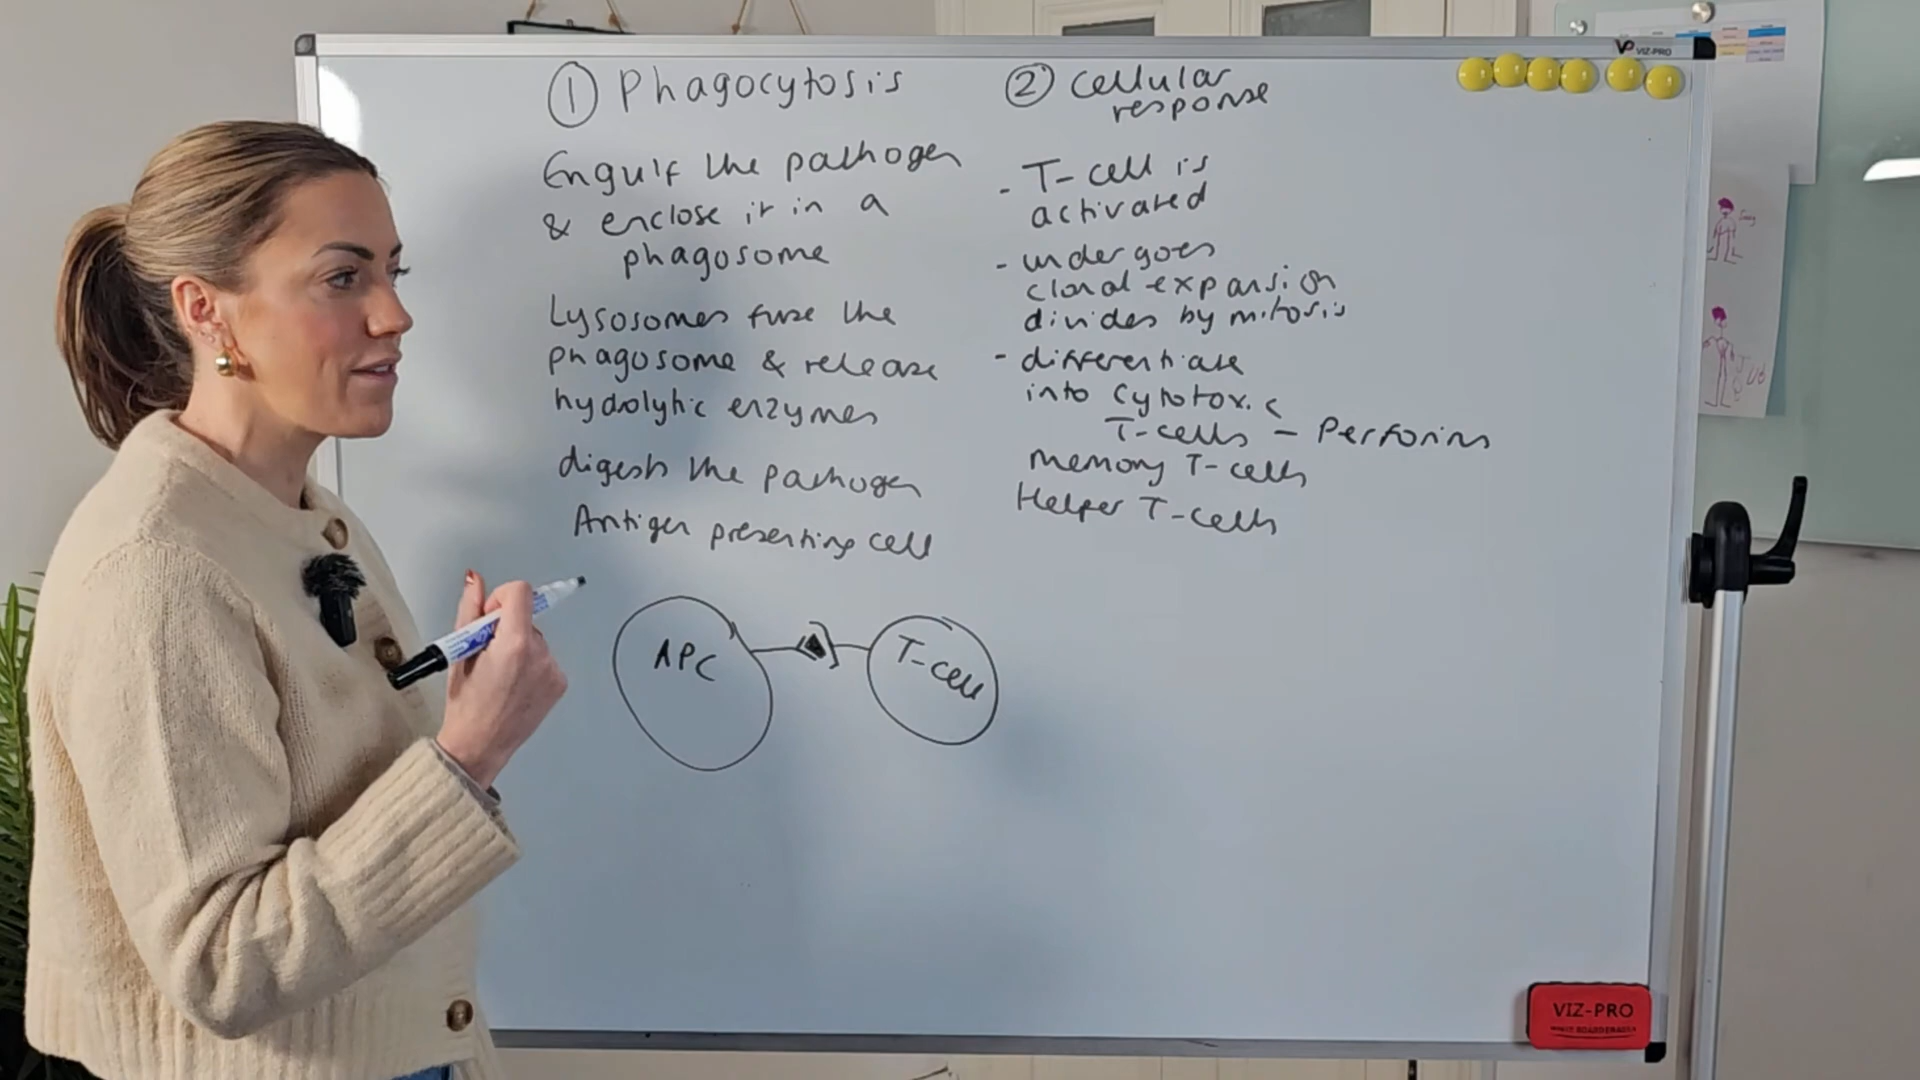 ① Phagocytosis
Engulf the pathogen
& enclose it in a
phagosome
Lysosomes fuse the
phagosome & release
hydrolytic enzymes
digests the pathogen
Antigen presenting cell
APC
T-cell
② cellular
response
- T-cell is
activated
- undergoes
clonal expansion
divides by mitosis
- differentiate
into cytotoxic
T-cells - Perforins
memory T-cells
Helper T-cells
VIZ-PRO
VIZ-PRO